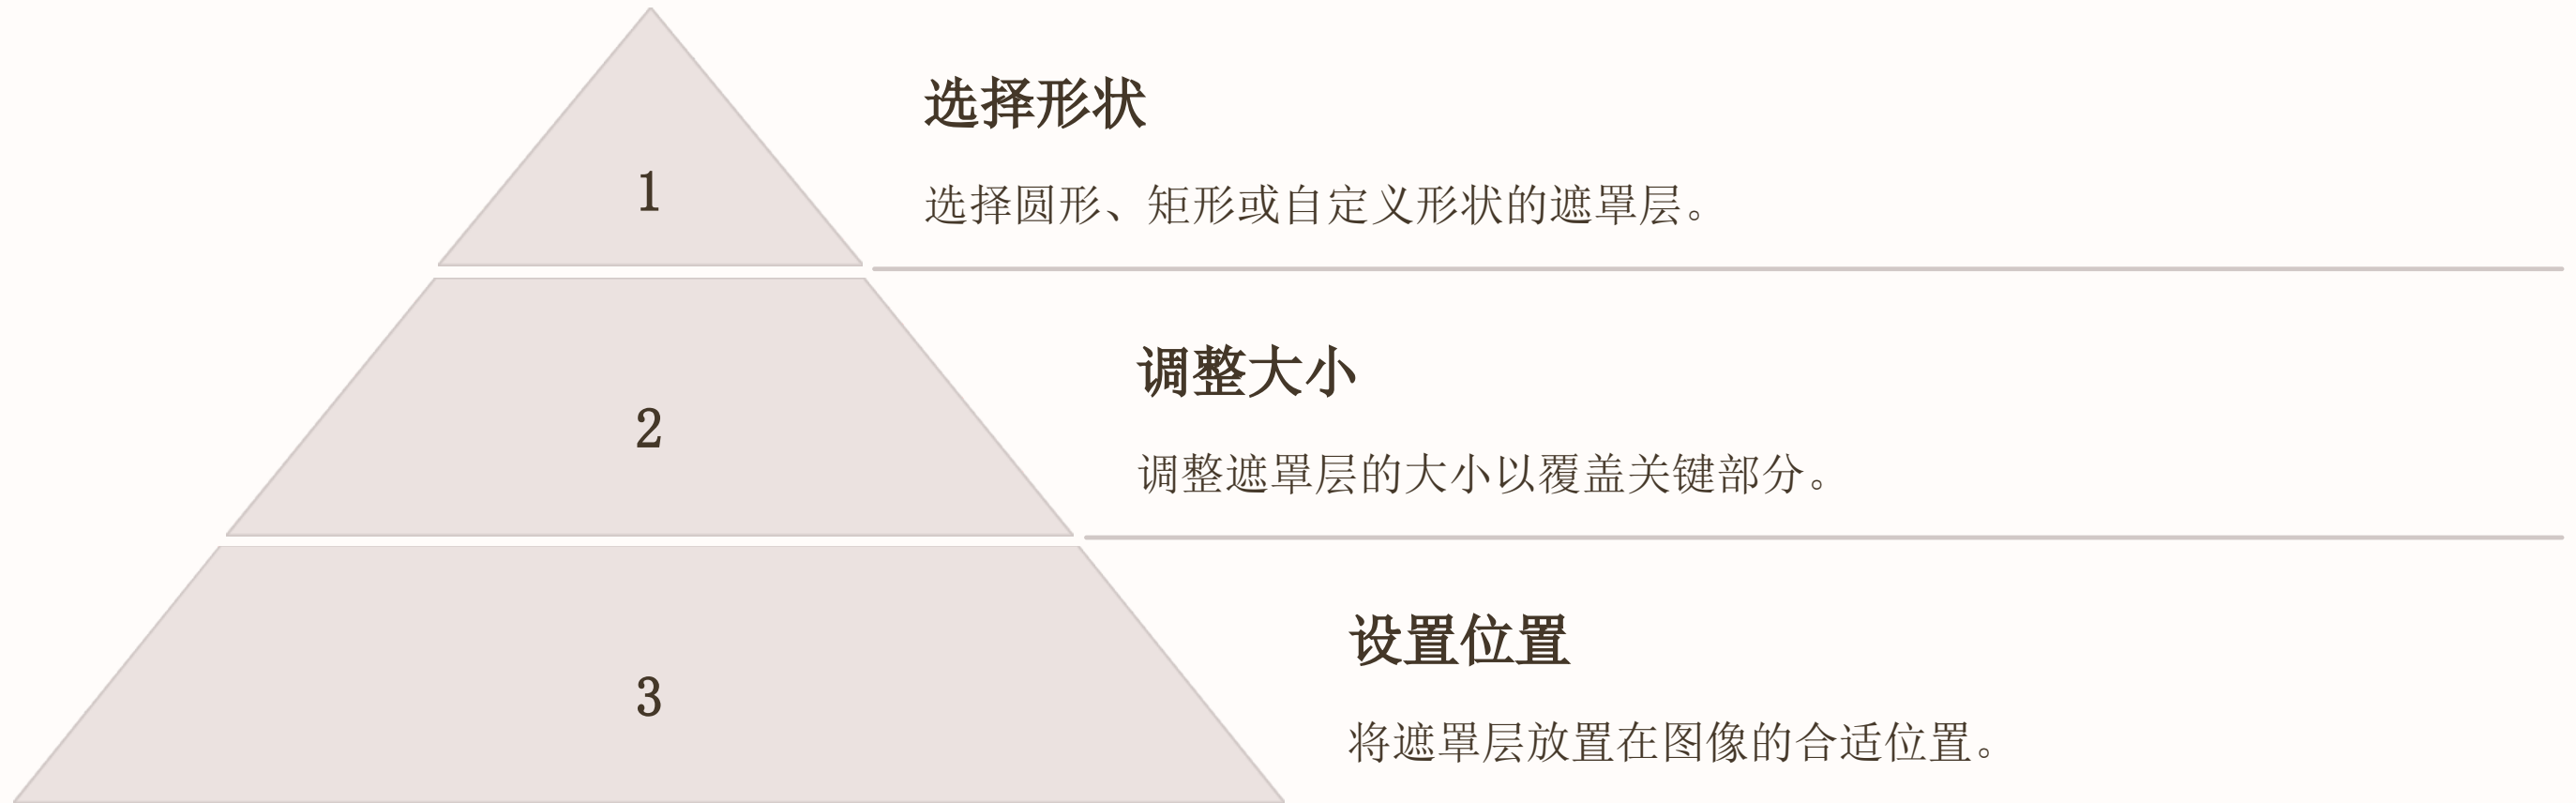 1
选择形状
选择圆形、矩形或自定义形状的遮罩层。
2
调整大小
调整遮罩层的大小以覆盖关键部分。
3
设置位置
将遮罩层放置在图像的合适位置。